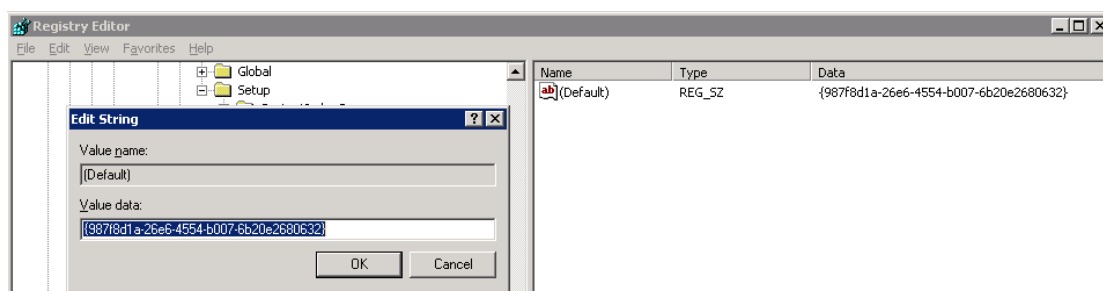 Registry Editor
File Edit View Favorites Help
Global
Setup
Name Type Data
(Default) REG_SZ {987f8d1a-26e6-4554-b007-6b20e2680632}
Edit String
Value name:
(Default)
Value data:
{987f8d1a-26e6-4554-b007-6b20e2680632}
OK Cancel